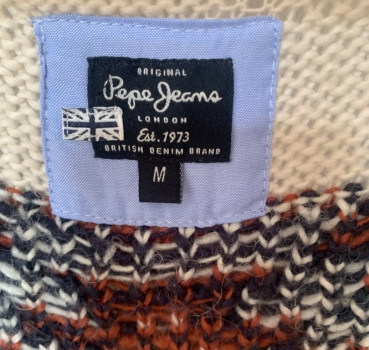 ORIGINAL
Pepe Jeans
LONDON
Est. 1973
BRITISH DENIM BRAND
M